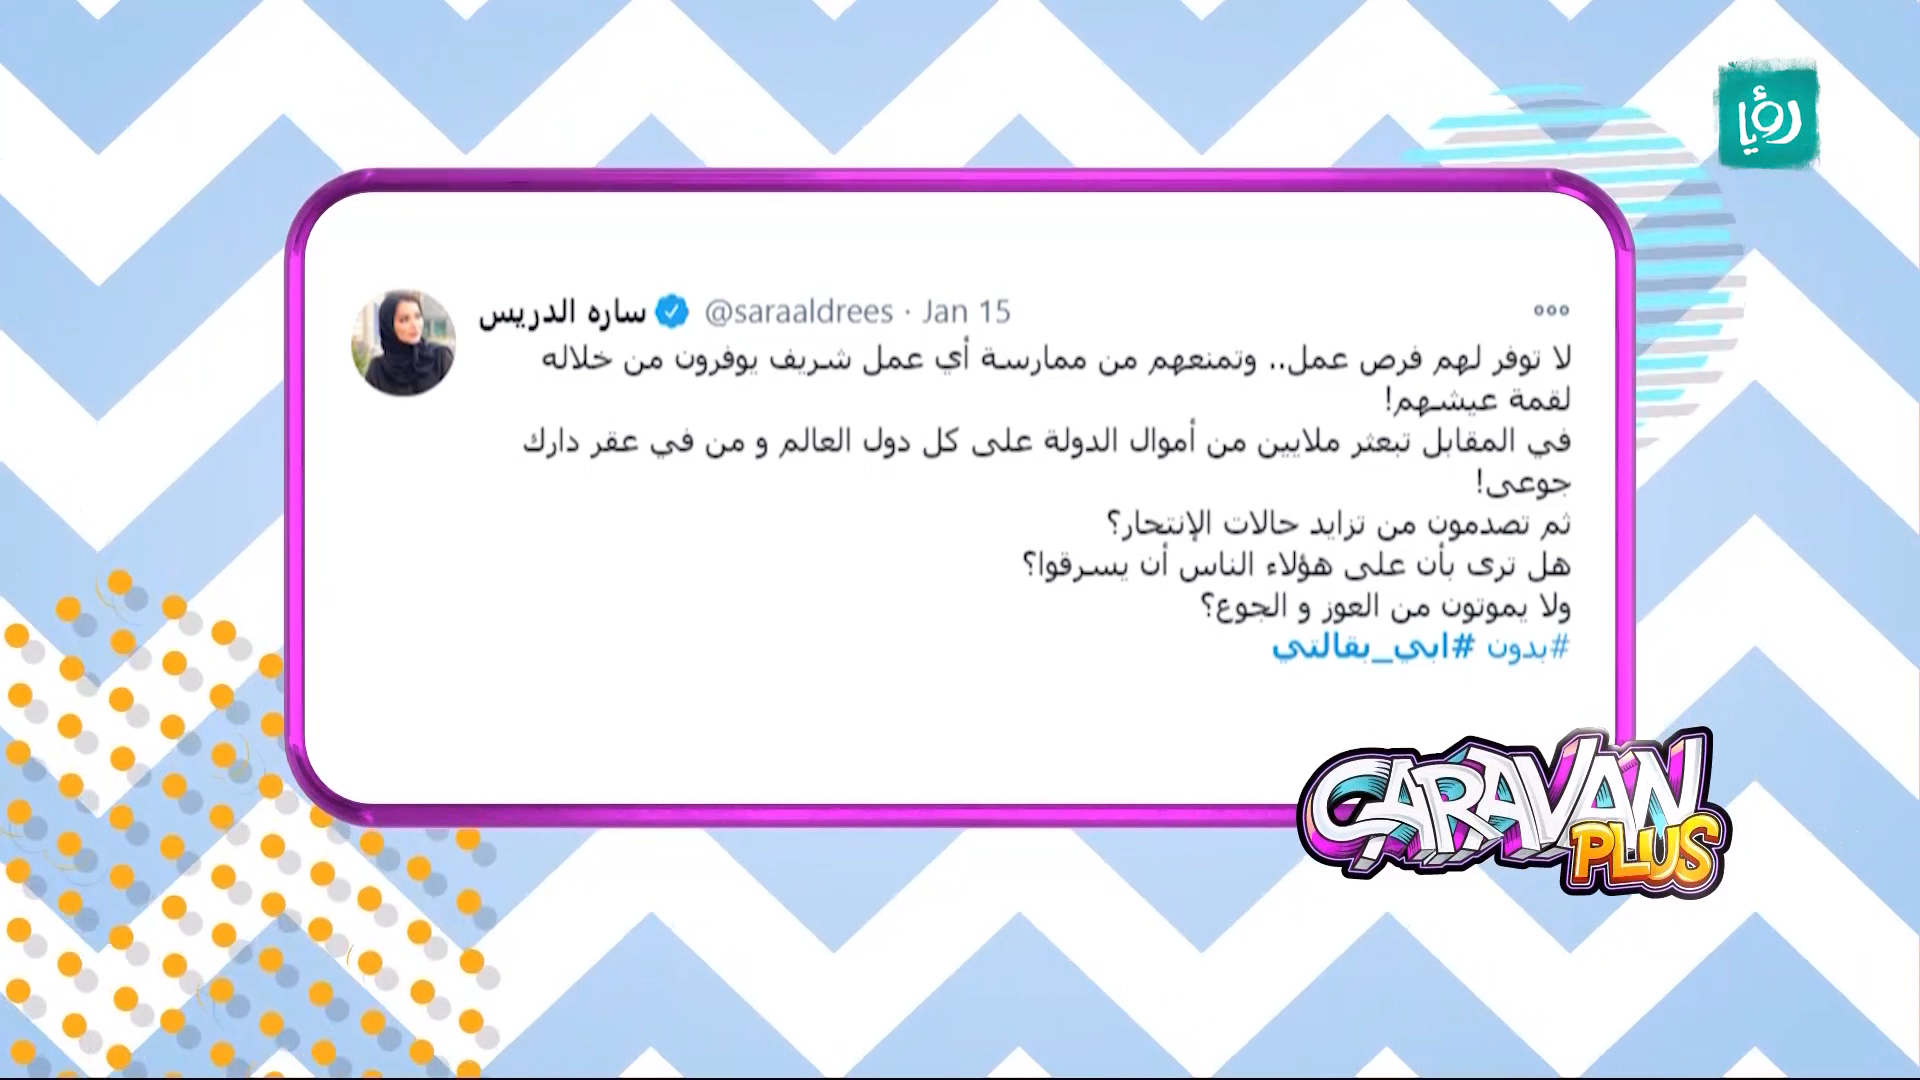 رؤيا
ساره الدريس @saraaldrees · Jan 15
لا توفر لهم فرص عمل.. وتمنعهم من ممارسة أي عمل شريف يوفرون من خلاله
لقمة عيشهم!
في المقابل تبعثر ملايين من أموال الدولة على كل دول العالم و من في عقر دارك
جوعى!
ثم تصدمون من تزايد حالات الإنتحار؟
هل ترى بأن على هؤلاء الناس أن يسرقوا؟
ولا يموتون من العوز و الجوع؟
#بدون #ابي_بقالتي
CARAVAN
PLUS